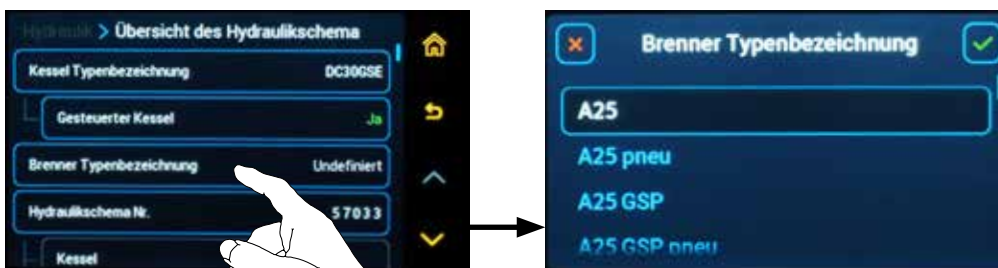 Hydraulik > Übersicht des Hydraulikschema
Kessel Typenbezeichnung DC30GSE
Gesteuerter Kessel Ja
Brenner Typenbezeichnung Undefiniert
Hydraulikschema Nr. 57033
Kessel
Brenner Typenbezeichnung
A25
A25 pneu
A25 GSP
A25 GSP pneu